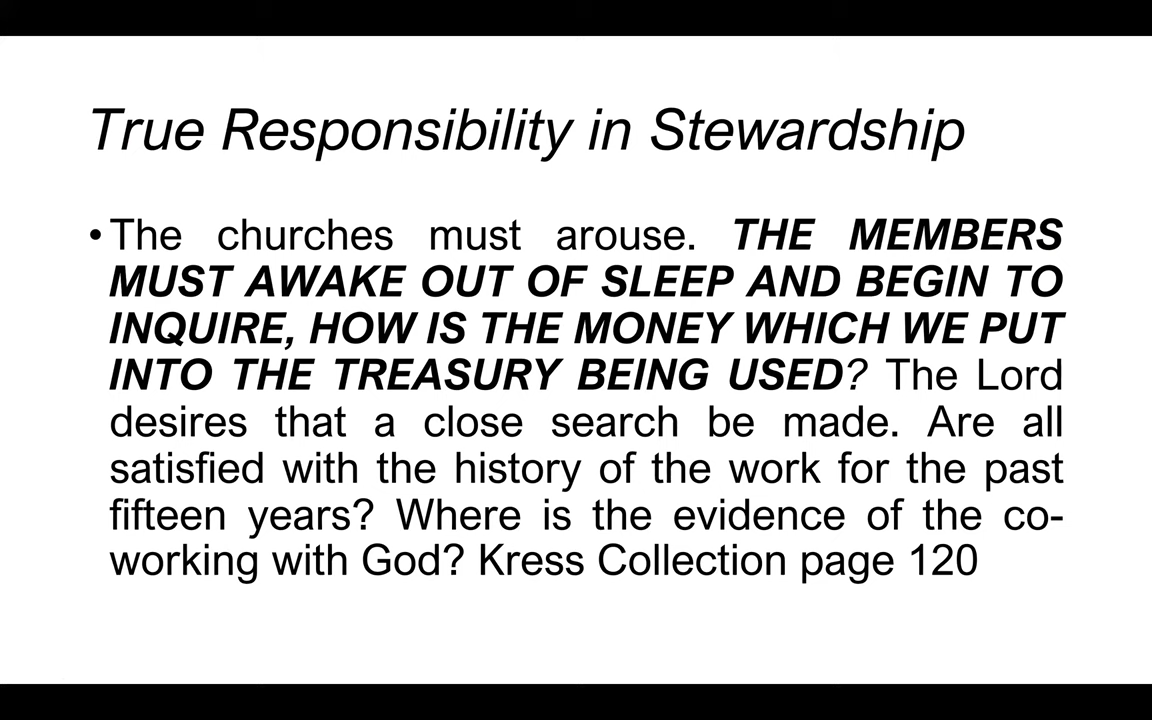 True Responsibility in Stewardship
• The churches must arouse. THE MEMBERS
MUST AWAKE OUT OF SLEEP AND BEGIN TO
INQUIRE, HOW IS THE MONEY WHICH WE PUT
INTO THE TREASURY BEING USED? The Lord
desires that a close search be made. Are all
satisfied with the history of the work for the past
fifteen years? Where is the evidence of the co-
working with God? Kress Collection page 120